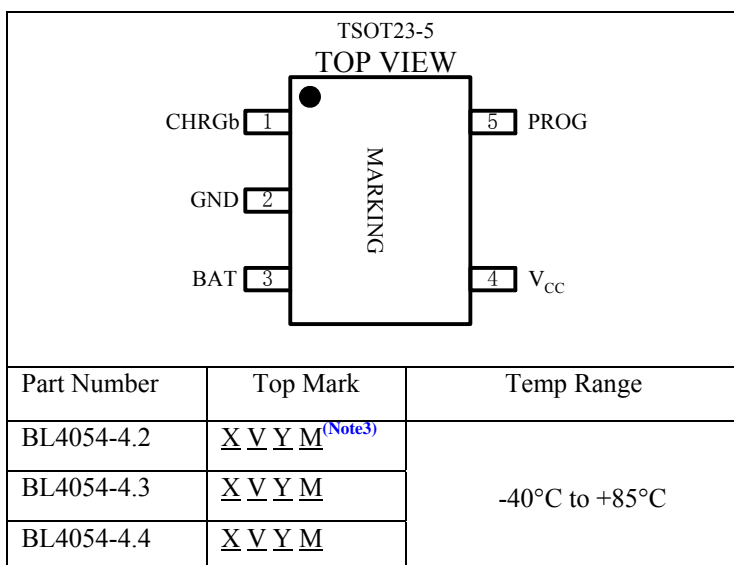 TSOT23-5
TOP VIEW
CHRGb 1
5 PROG
MARKING
GND 2
BAT 3
4 VCC
Part Number Top Mark Temp Range
BL4054-4.2 X V Y M(Note3)
BL4054-4.3 X V Y M
-40°C to +85°C
BL4054-4.4 X V Y M